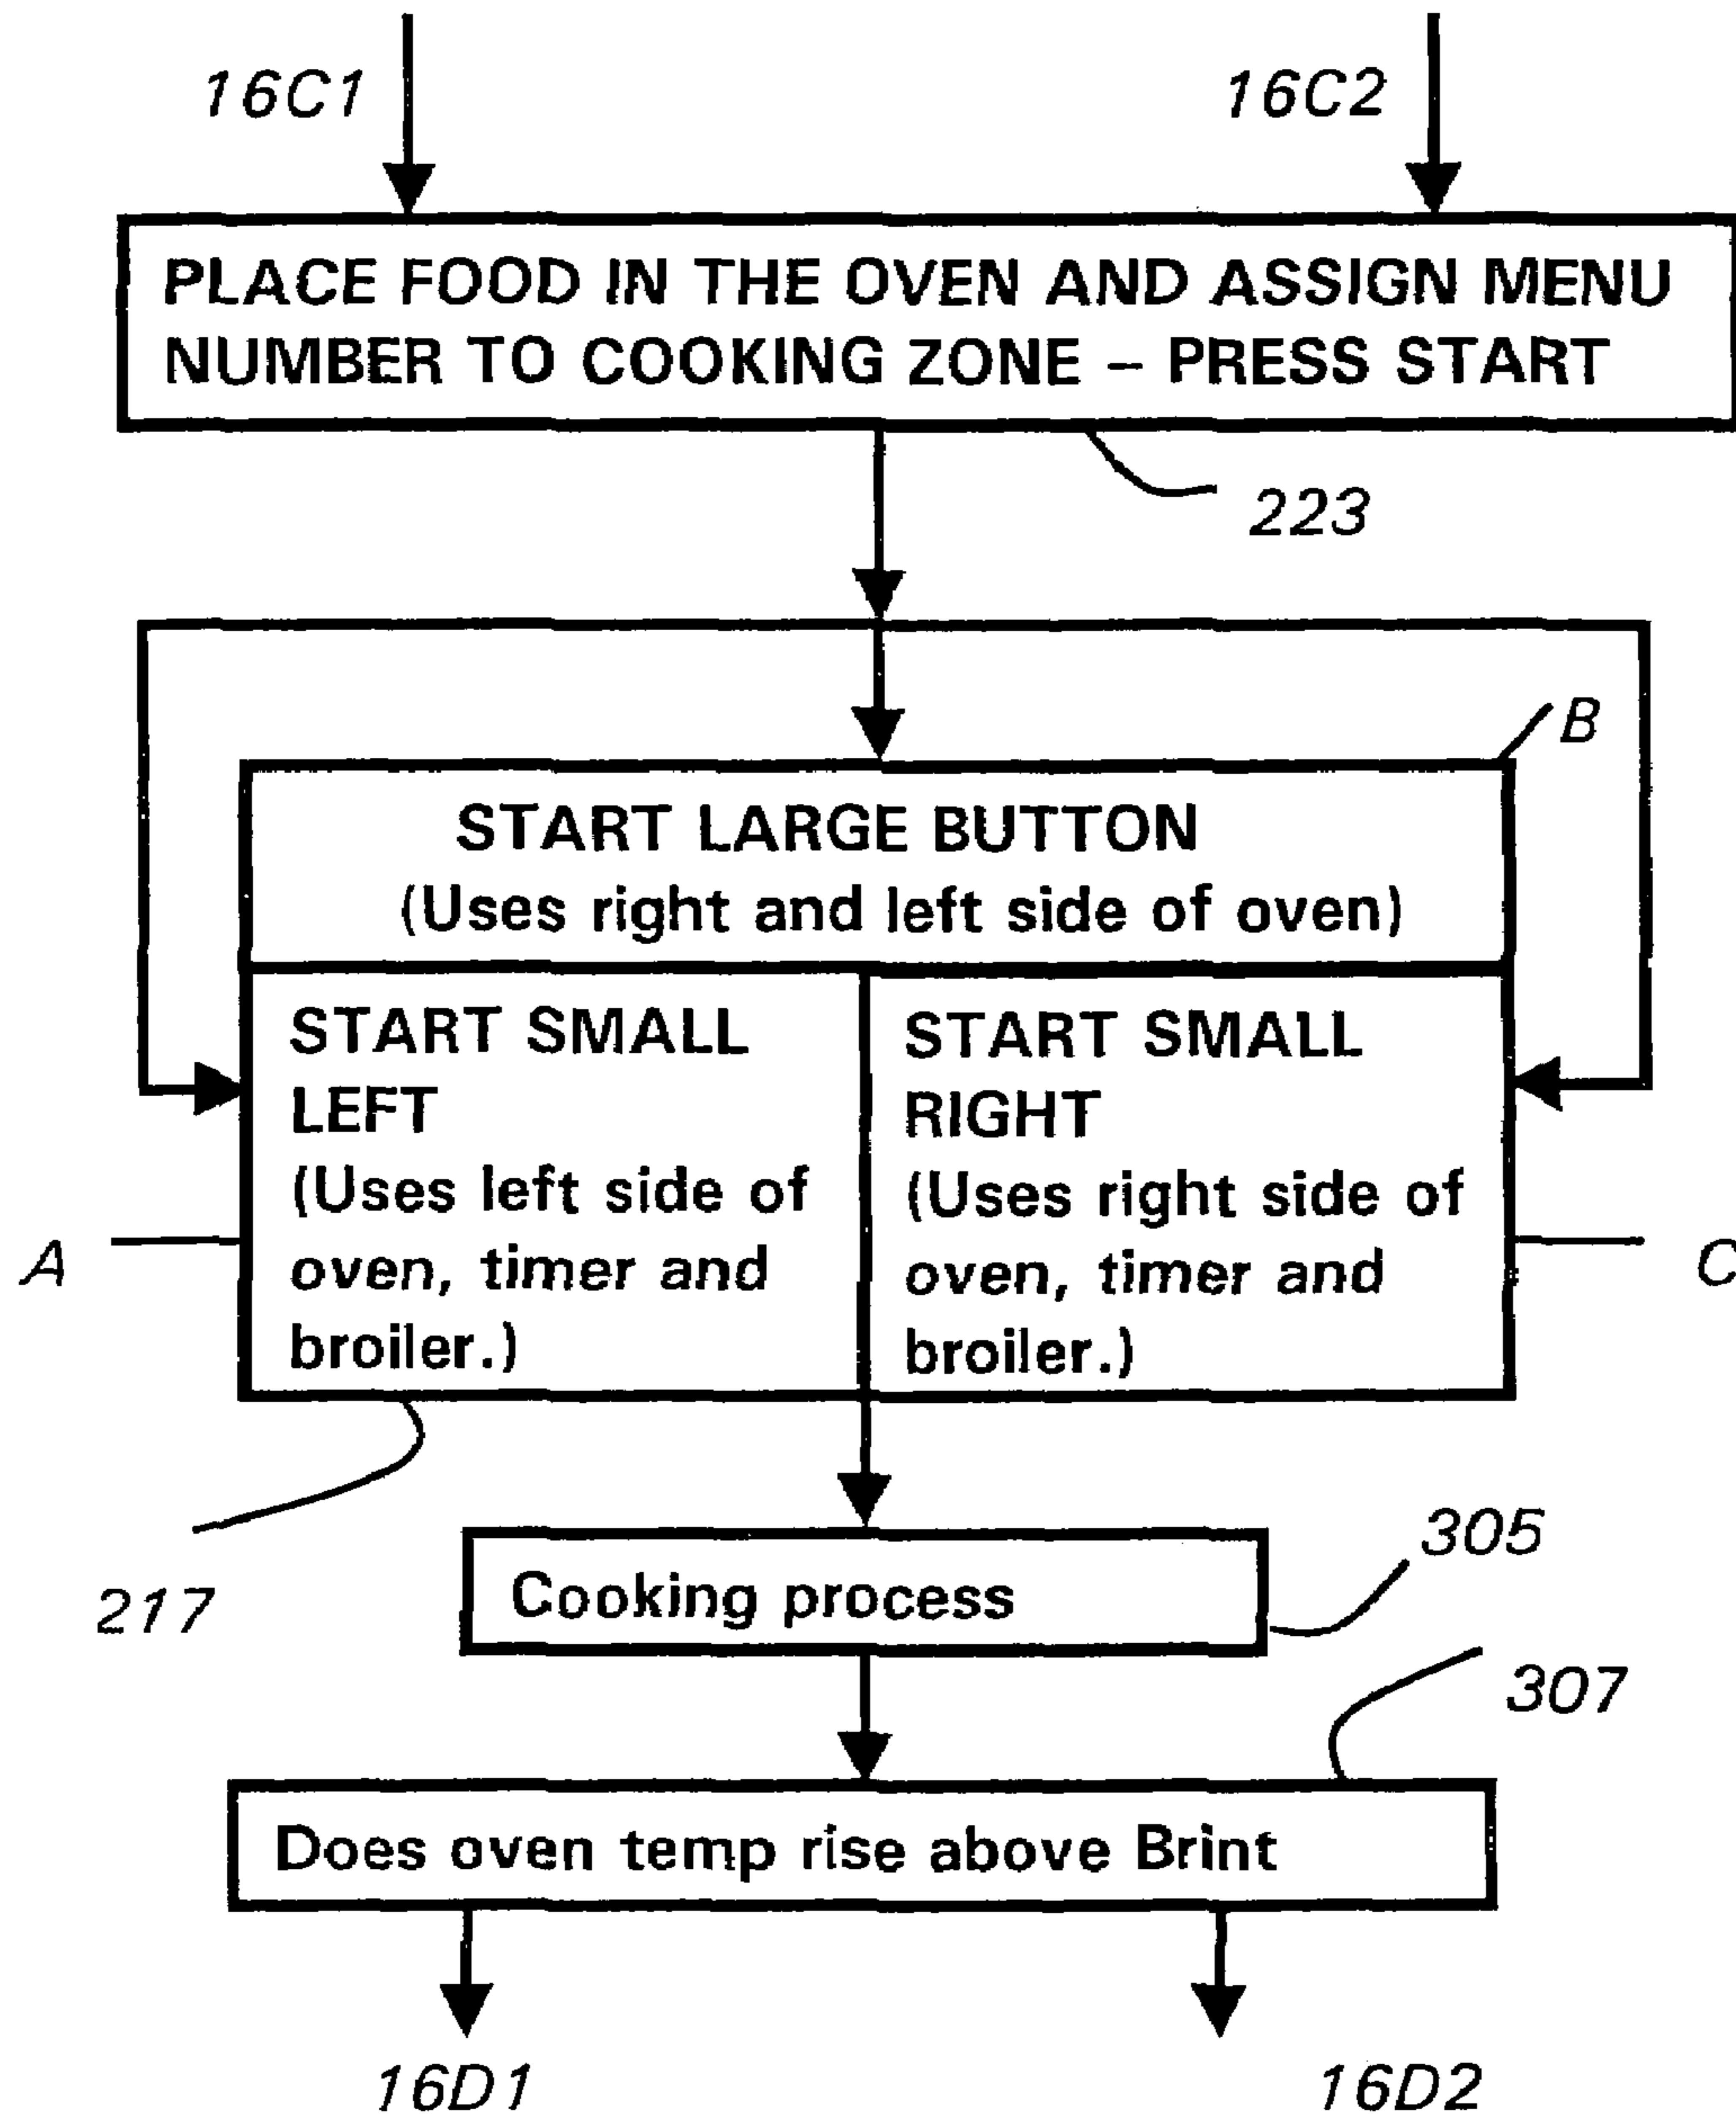 16C1
16C2
PLACE FOOD IN THE OVEN AND ASSIGN MENU
NUMBER TO COOKING ZONE – PRESS START
223
B
START LARGE BUTTON
(Uses right and left side of oven)
START SMALL
LEFT
(Uses left side of
oven, timer and
broiler.)
START SMALL
RIGHT
(Uses right side of
oven, timer and
broiler.)
A
C
217
Cooking process
305
307
Does oven temp rise above Brint
16D1
16D2